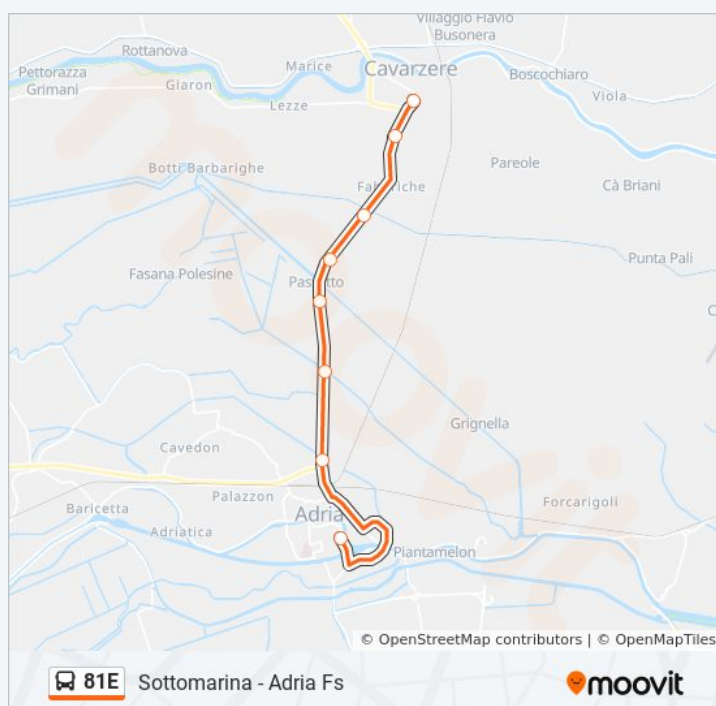 Villaggio Flavio
Busonera
Rottanova
Marice
Cavarzere
Pettorazza
Grimani
Giaron
Boscochiaro
Lezze
Viola
Pareole
Botti Barbarighe
Cà Briani
Punta Pali
Fasana Polesine
Grignella
Cavedon
Palazzon
Forcarigoli
Baricetta
Adria
Adriatica
Piantamelon
© OpenStreetMap contributors | © OpenMapTiles
81E Sottomarina - Adria Fs
moovit